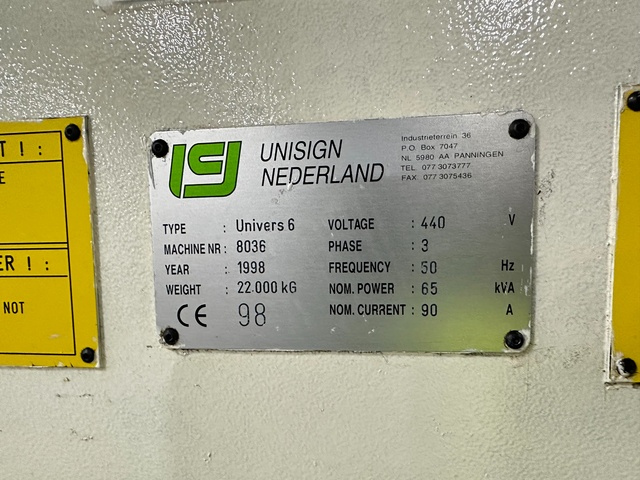 T ! :
E
ER ! :
NOT
UNISIGN
NEDERLAND
Industrieterrein 36
P.O. Box 7047
NL 5980 AA PANNINGEN
TEL. 077 3073777
FAX. 077 3075436
TYPE : Univers 6 VOLTAGE : 440 V
MACHINE NR : 8036 PHASE : 3
YEAR : 1998 FREQUENCY : 50 Hz
WEIGHT : 22.000 kG NOM. POWER : 65 kVA
CE 98 NOM. CURRENT : 90 A